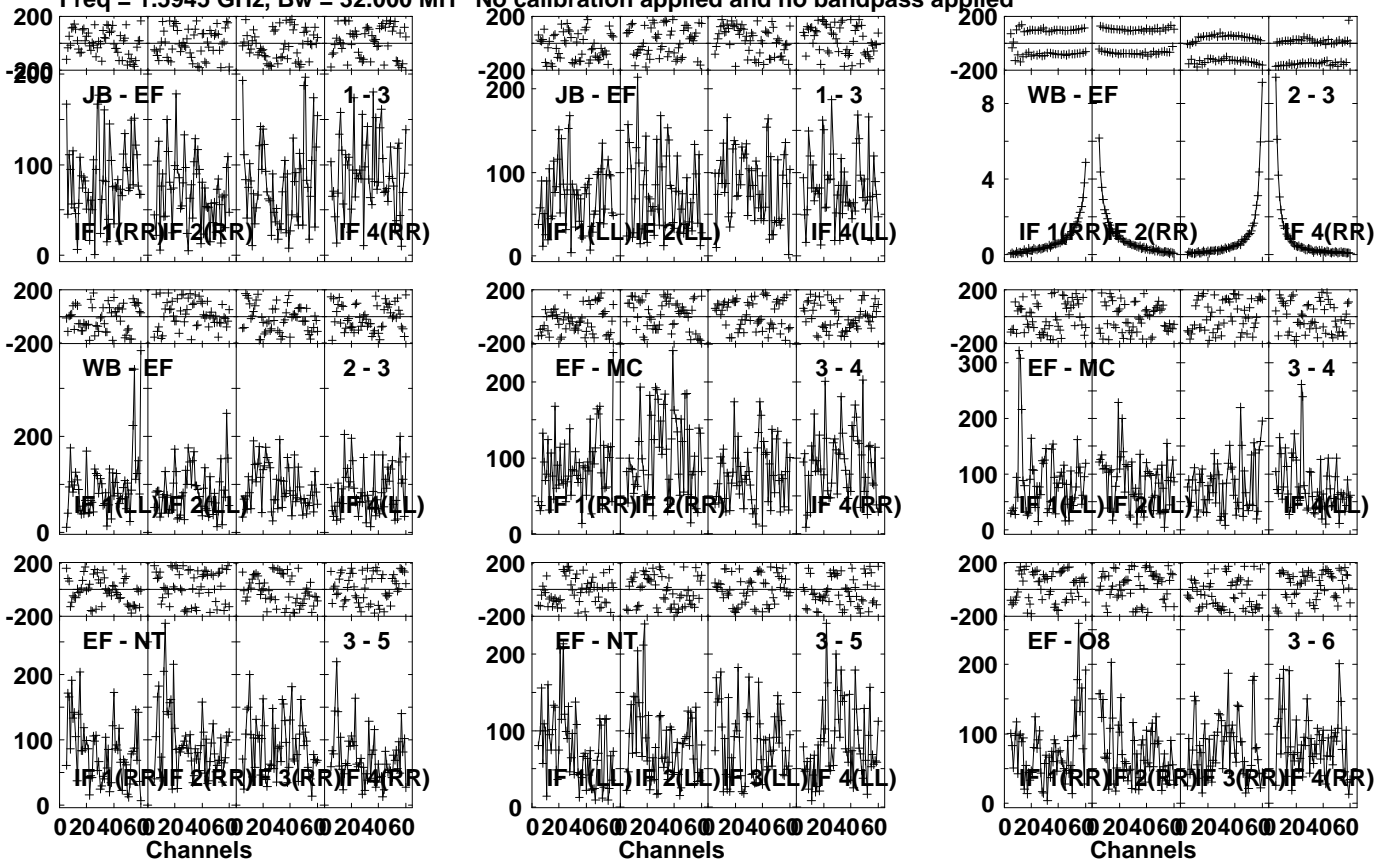 Freq = 1.5945 GHz, Bw = 32.000 MH No calibration applied and no bandpass applied
-200
200
JB - EF
1 - 3
100
IF 1(RR)
IF 2(RR)
IF 4(RR)
0
JB - EF
1 - 3
IF 1(LL)
IF 2(LL)
IF 4(LL)
200
100
0
200
-200
8
WB - EF
2 - 3
4
IF 1(RR)
IF 2(RR)
IF 4(RR)
0
200
-200
WB - EF
2 - 3
200
IF 1(LL)
IF 2(LL)
IF 4(LL)
0
200
-200
EF - MC
3 - 4
200
100
IF 1(RR)
IF 2(RR)
IF 4(RR)
0
200
-200
300
EF - MC
3 - 4
200
100
IF 1(LL)
IF 2(LL)
IF 4(LL)
0
200
-200
EF - NT
3 - 5
200
100
IF 1(RR)
IF 2(RR)
IF 3(RR)
IF 4(RR)
0
0 20 40 60 0 20 40 60 0 20 40 60 0 20 40 60
Channels
200
-200
EF - NT
3 - 5
200
100
IF 1(LL)
IF 2(LL)
IF 3(LL)
IF 4(LL)
0
0 20 40 60 0 20 40 60 0 20 40 60 0 20 40 60
Channels
200
-200
EF - O8
3 - 6
200
100
IF 1(RR)
IF 2(RR)
IF 3(RR)
IF 4(RR)
0
0 20 40 60 0 20 40 60 0 20 40 60 0 20 40 60
Channels